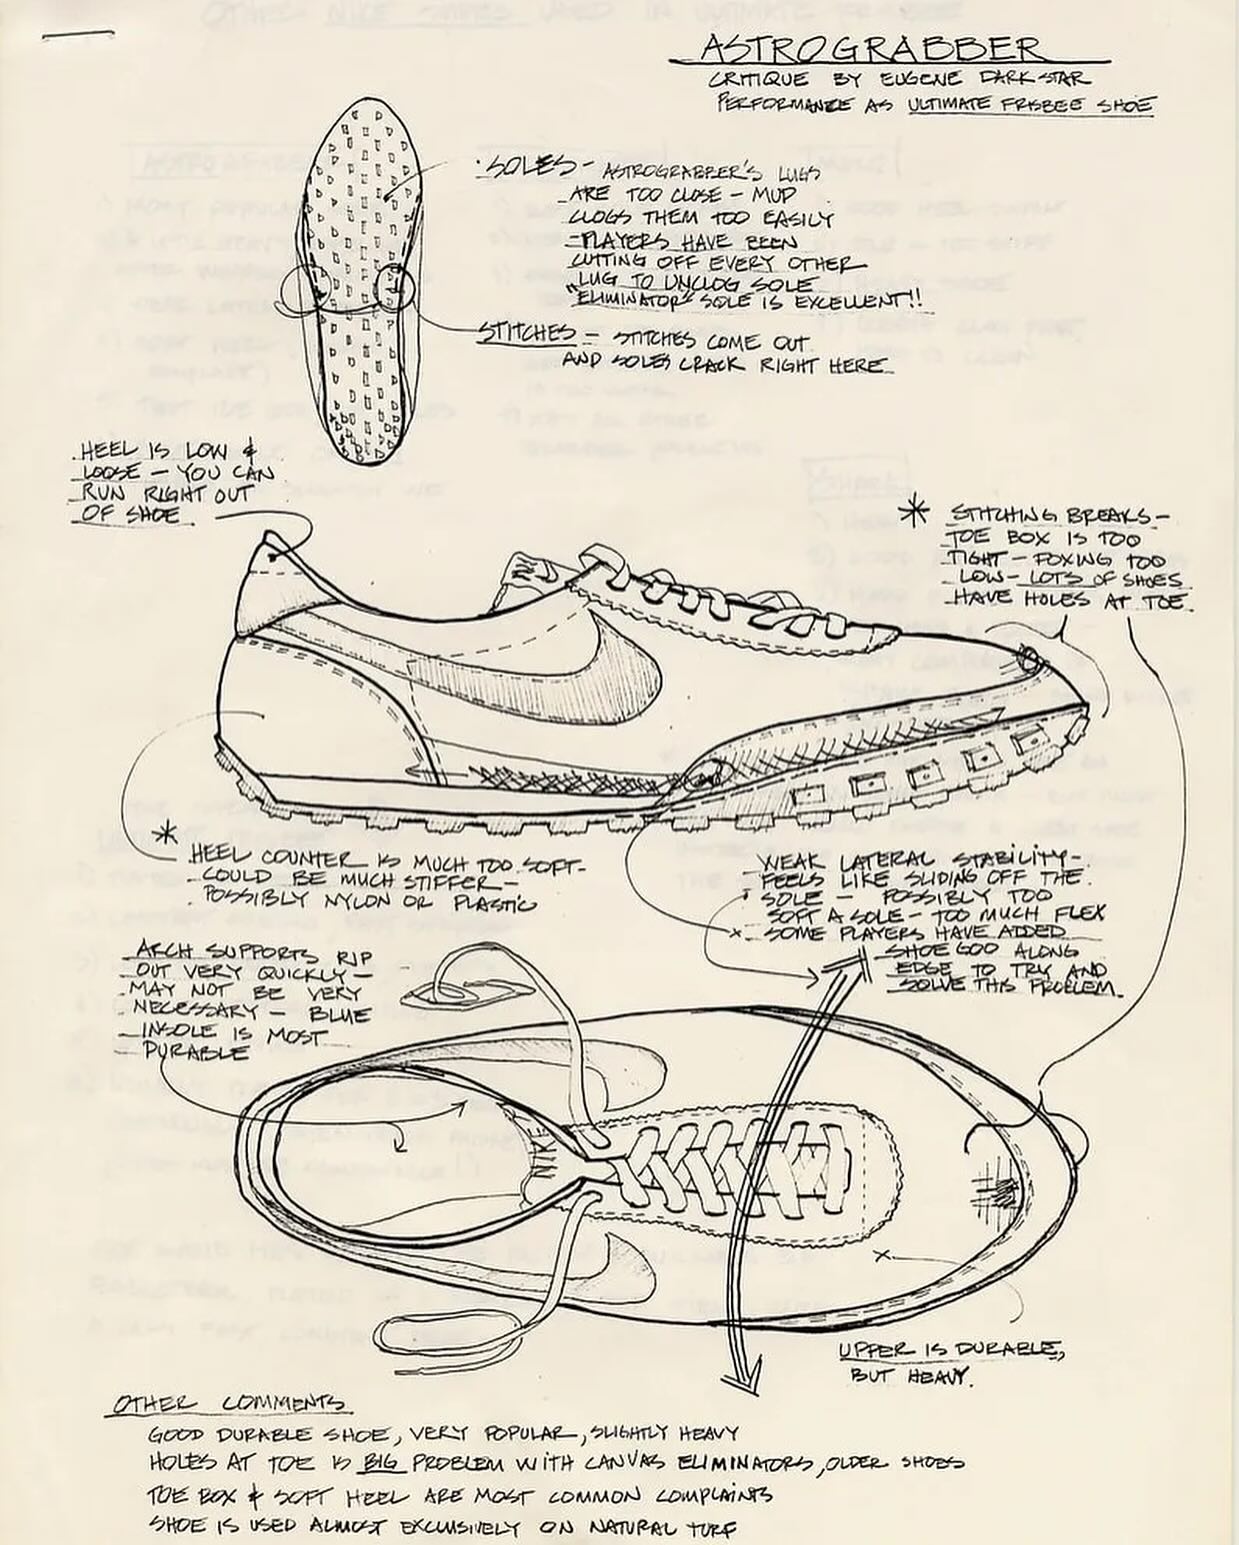 ASTROGRABBER
CRITIQUE BY EUGENE DARKSTAR
PERFORMANCE AS ULTIMATE FRISBEE SHOE
SOLES - ASTROGRABBER'S LUGS
ARE TOO CLOSE - MUD
CLOGS THEM TOO EASILY
- PLAYERS HAVE BEEN
CUTTING OFF EVERY OTHER
LUG TO UNCLOG SOLE
"ELIMINATOR" SOLE IS EXCELLENT!!
STITCHES - STITCHES COME OUT
AND SOLES CRACK RIGHT HERE
HEEL IS LOW &
LOOSE - YOU CAN
RUN RIGHT OUT
OF SHOE
* STITCHING BREAKS -
TOE BOX IS TOO
TIGHT - FOXING TOO
LOW - LOTS OF SHOES
HAVE HOLES AT TOE.
* HEEL COUNTER IS MUCH TOO SOFT -
COULD BE MUCH STIFFER -
POSSIBLY NYLON OR PLASTIC
WEAK LATERAL STABILITY -
FEELS LIKE SLIDING OFF THE
SOLE - POSSIBLY TOO
SOFT A SOLE - TOO MUCH FLEX
x SOME PLAYERS HAVE ADDED
SHOE GOO ALONG
EDGE TO TRY AND
SOLVE THIS PROBLEM.
ARCH SUPPORTS RIP
OUT VERY QUICKLY -
MAY NOT BE VERY
NECESSARY - BLUE
INSOLE IS MOST
DURABLE
NIKE
x
UPPER IS DURABLE,
BUT HEAVY.
OTHER COMMENTS
GOOD DURABLE SHOE, VERY POPULAR, SLIGHTLY HEAVY
HOLES AT TOE IS BIG PROBLEM WITH CANVAS ELIMINATORS, OLDER SHOES
TOE BOX & SOFT HEEL ARE MOST COMMON COMPLAINTS
SHOE IS USED ALMOST EXCLUSIVELY ON NATURAL TURF